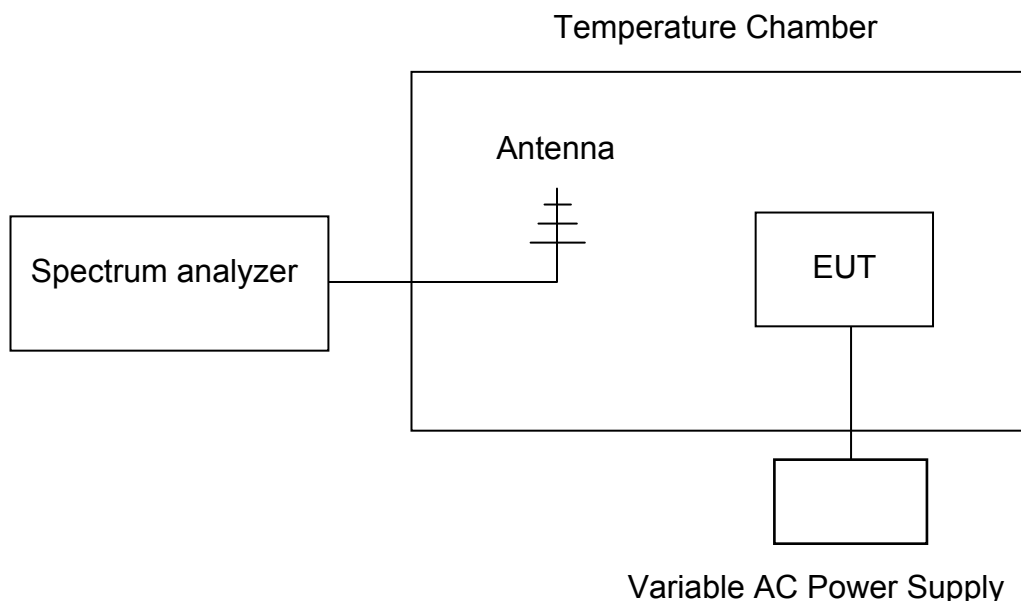 Temperature Chamber
Antenna
Spectrum analyzer
EUT
Variable AC Power Supply